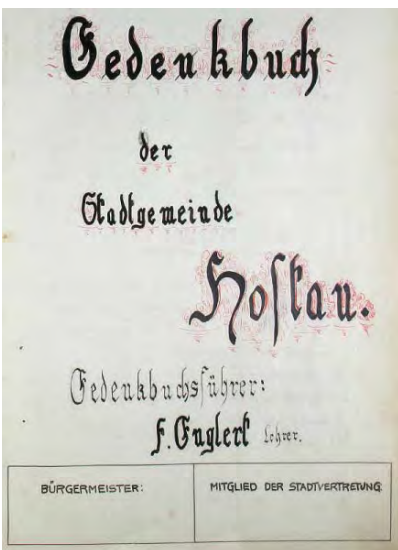 Gedenkbuch
der
Stadtgemeinde
Hostau.
Gedenkbuchsführer:
F. Englert Lehrer.
BÜRGERMEISTER:
MITGLIED DER STADTVERTRETUNG